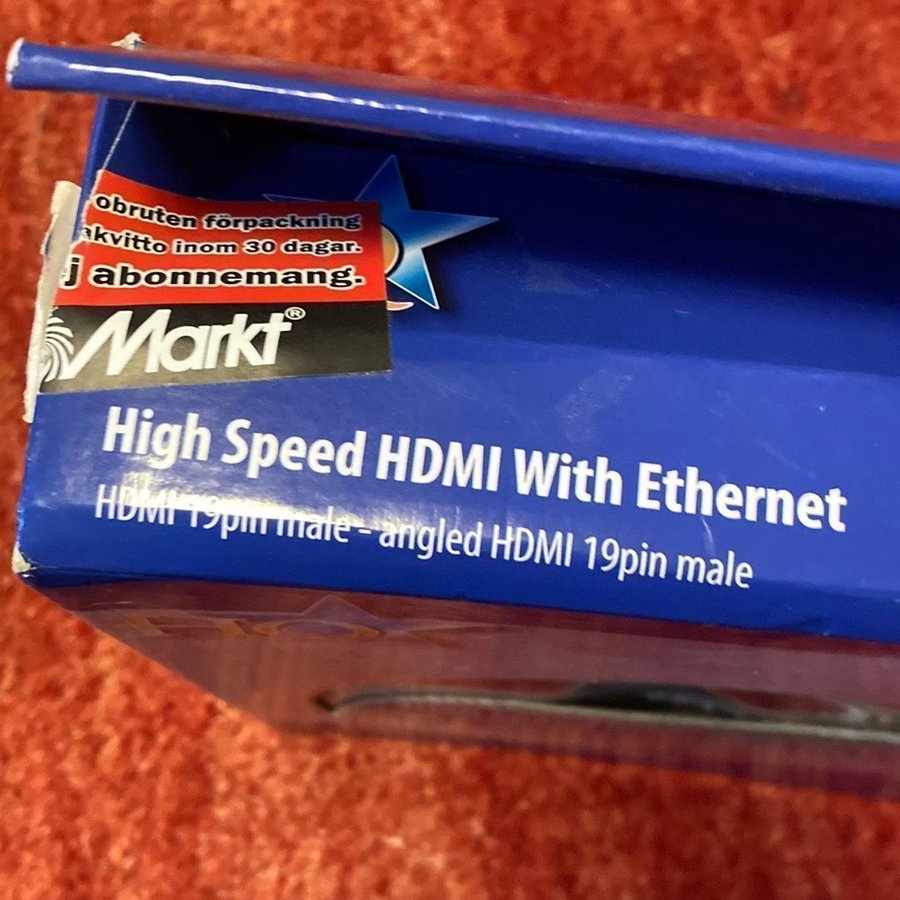 obruten förpackning
akvitto inom 30 dagar.
j abonnemang.
Markt®
High Speed HDMI With Ethernet
HDMI 19pin male - angled HDMI 19pin male